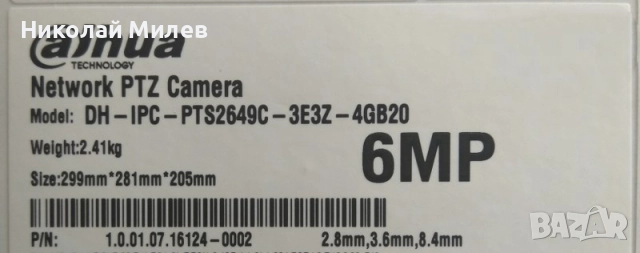 Николай Милев
alhua
TECHNOLOGY
Network PTZ Camera
Model: DH-IPC-PTS2649C-3E3Z-4GB20
Weight:2.41kg
6MP
Size:299mm*281mm*205mm
P/N: 1.0.01.07.16124-0002 2.8mm,3.6mm,8.4mm
BAZAR